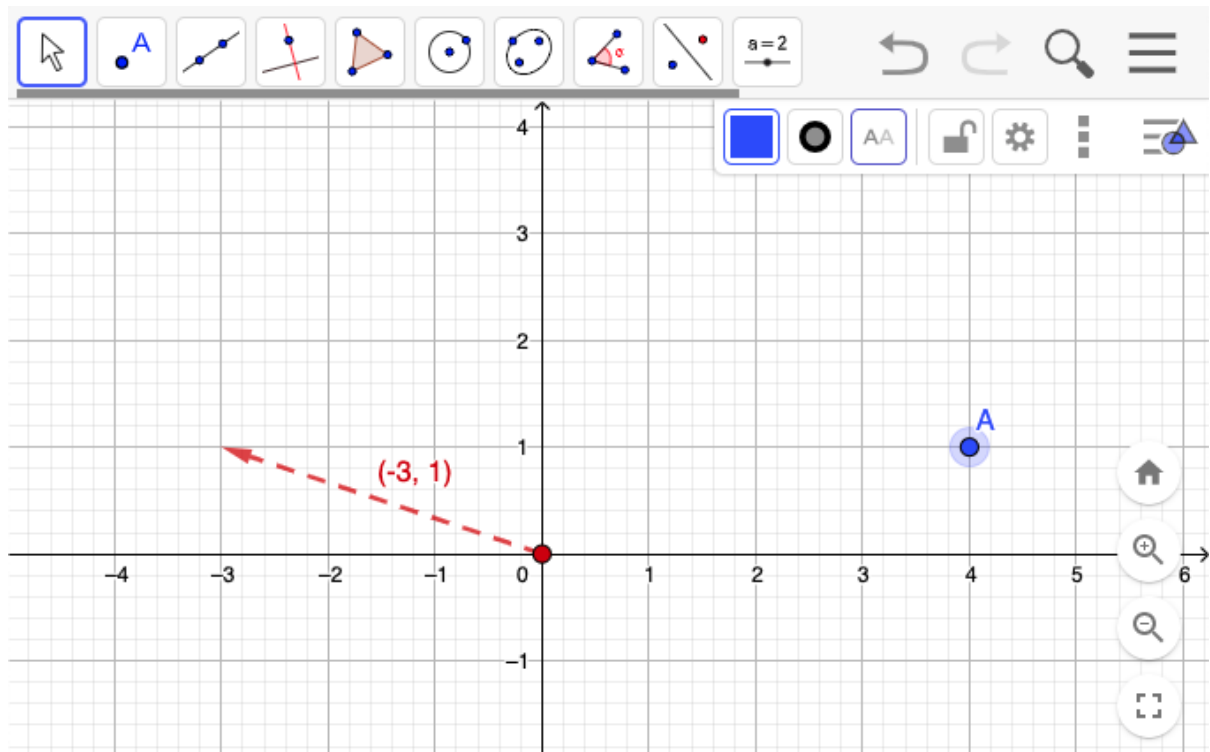 A
α
a = 2
AA
4
3
2
A
1
(-3, 1)
–4 –3 –2 –1 0 1 2 3 4 5 6
–1